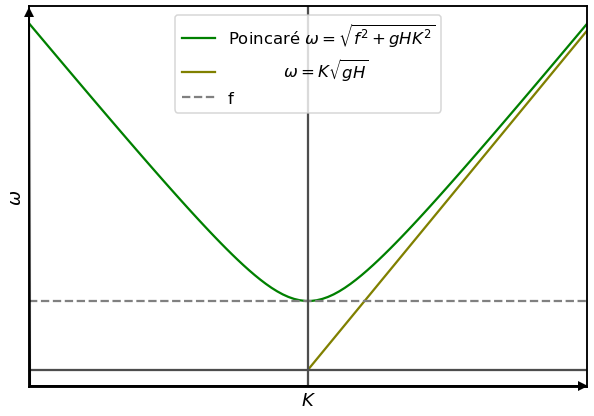 Poincaré ω = √(f² + gHK²)
ω = K√(gH)
f
ω
K